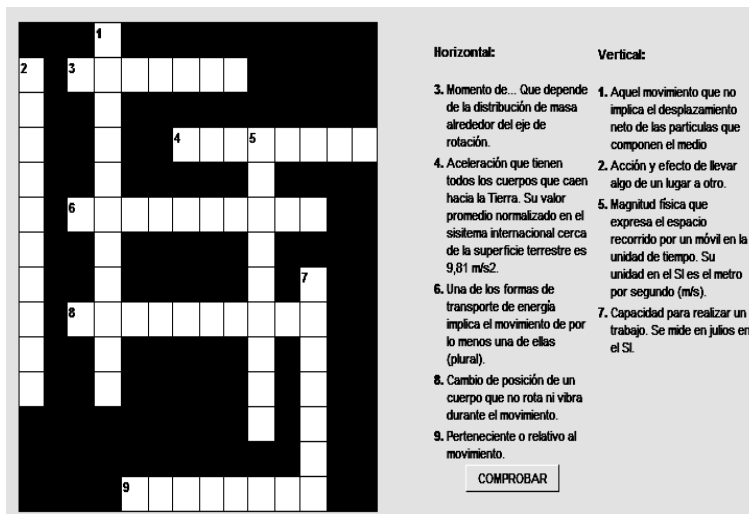 1
2
3
4
5
6
7
8
9
Horizontal:
3. Momento de... Que depende
de la distribución de masa
alrededor del eje de
rotación.
4. Aceleración que tienen
todos los cuerpos que caen
hacia la Tierra. Su valor
promedio normalizado en el
sisitema internacional cerca
de la superficie terrestre es
9,81 m/s2.
6. Una de los formas de
transporte de energía
implica el movimiento de por
lo menos una de ellas
(plural).
8. Cambio de posición de un
cuerpo que no rota ni vibra
durante el movimiento.
9. Perteneciente o relativo al
movimiento.
COMPROBAR
Vertical:
1. Aquel movimiento que no
implica el desplazamiento
neto de las particulas que
componen el medio
2. Acción y efecto de llevar
algo de un lugar a otro.
5. Magnitud física que
expresa el espacio
recorrido por un móvil en la
unidad de tiempo. Su
unidad en el SI es el metro
por segundo (m/s).
7. Capacidad para realizar un
trabajo. Se mide en julios en
el SI.